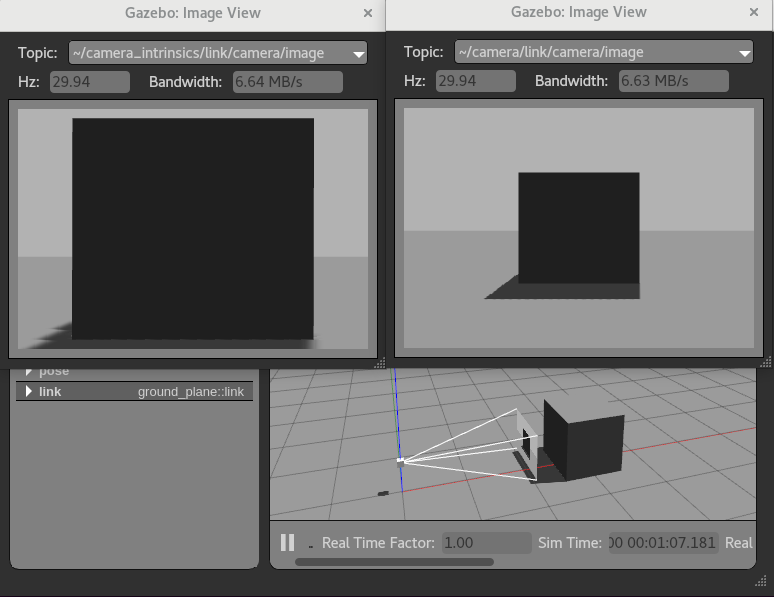 Gazebo: Image View
Topic: ~/camera_intrinsics/link/camera/image
Hz: 29.94 Bandwidth: 6.64 MB/s
Gazebo: Image View
Topic: ~/camera/link/camera/image
Hz: 29.94 Bandwidth: 6.63 MB/s
pose
link ground_plane::link
Real Time Factor: 1.00 Sim Time: 00 00:01:07.181 Real